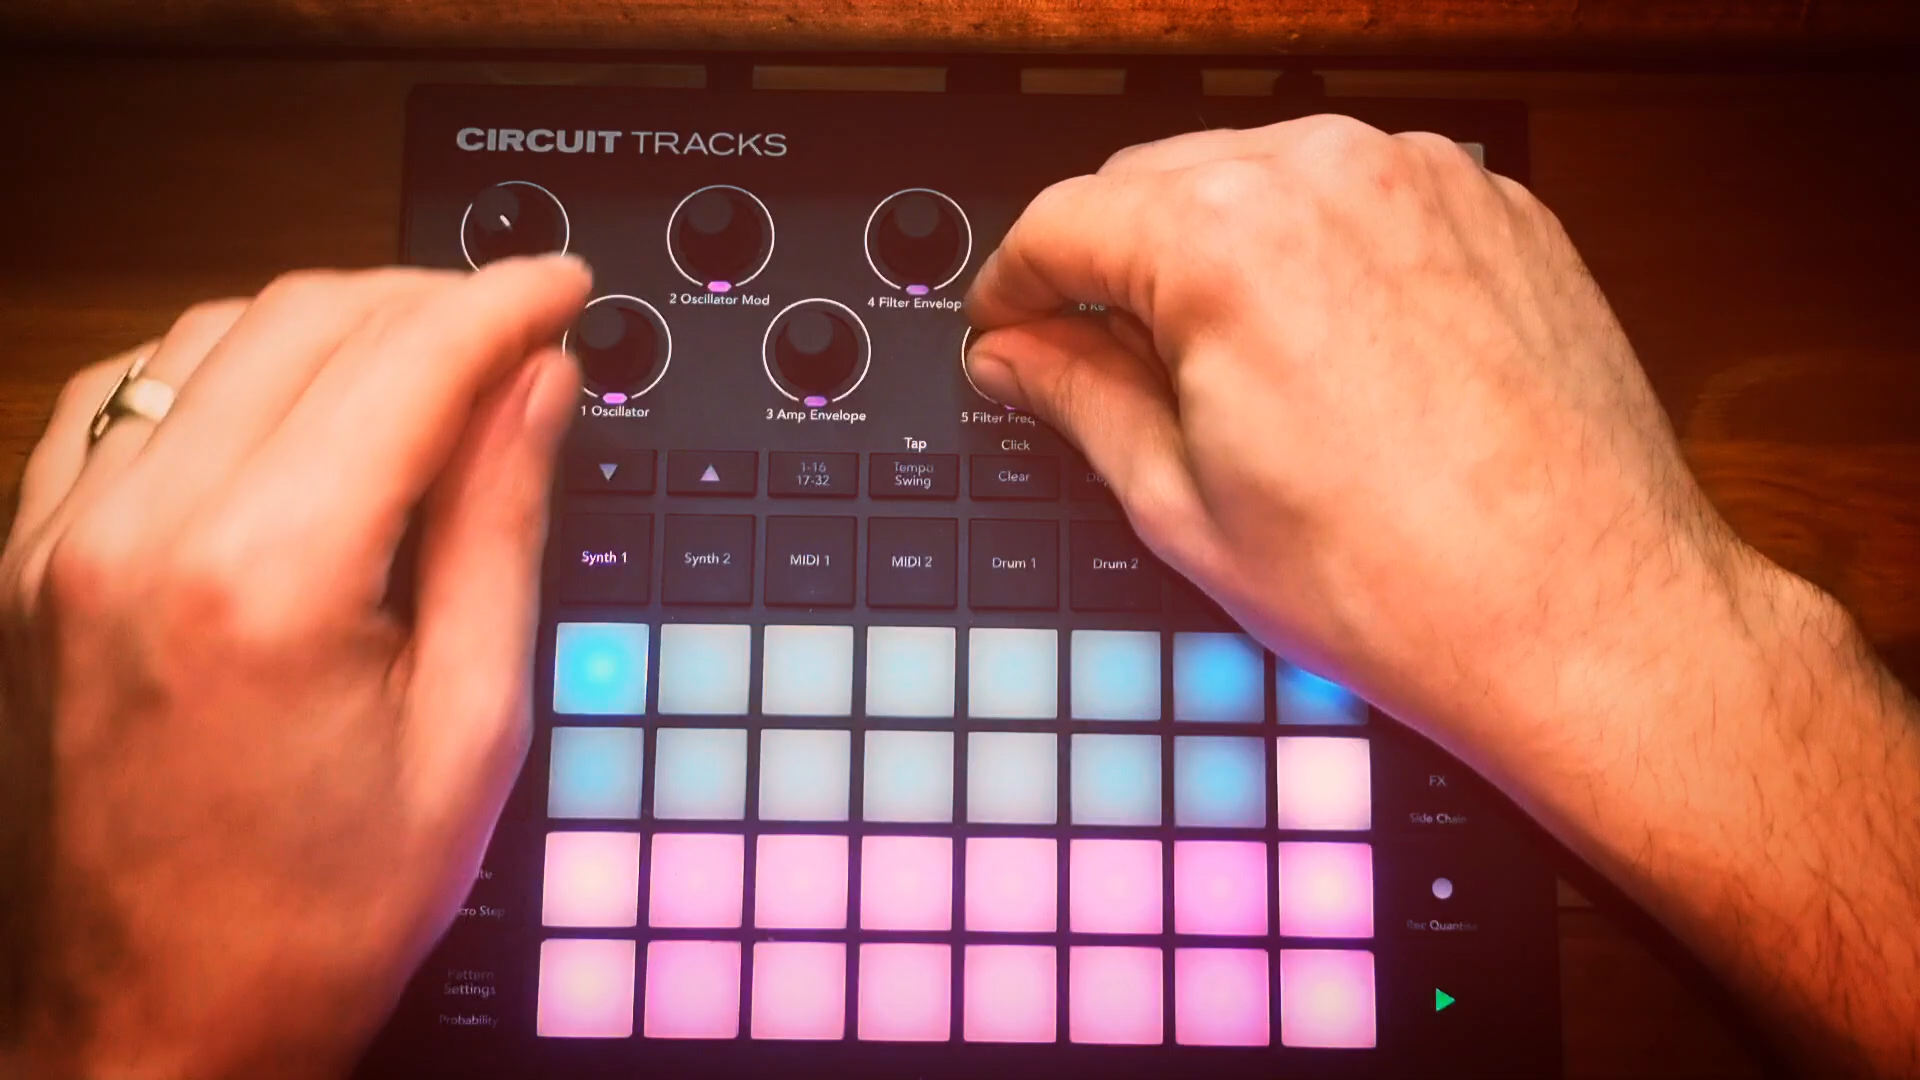 CIRCUIT TRACKS
2 Oscillator Mod
4 Filter Envelop
1 Oscillator
3 Amp Envelope
5 Filter Freq
Tap
Click
1-16
17-32
Tempo
Swing
Clear
Synth 1
Synth 2
MIDI 1
MIDI 2
Drum 1
Drum 2
FX
Side Chain
Rec Quantise
Pattern
Settings
Probability